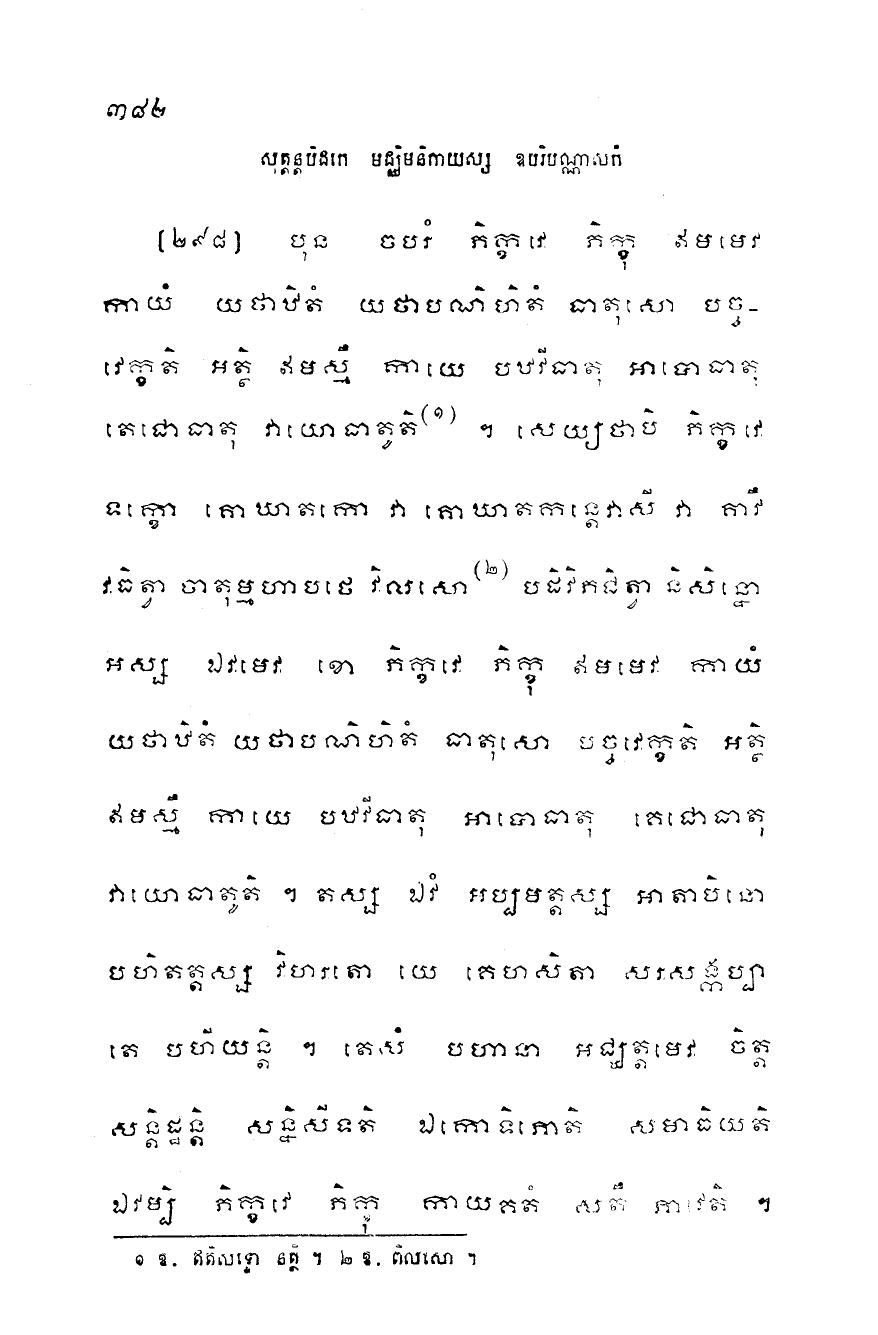 ៣៨៤
សុត្តន្តបិដកេ មជ្ឈិមនិកាយស្ស ឧបរិបណ្ណាសកំ
[២៩៨] បុន ចបរំ ភិក្ខវេ ភិក្ខុ ឥមមេវ
កាយំ យថាឋិតំ យថាបណិហិតំ ធាតុសោ បច្ច-
វេក្ខតិ អត្ថិ ឥមស្មឹ កាយេ បឋវីធាតុ អាបោធាតុ
តេជោធាតុ វាយោធាតូតិ(១) ។ សេយ្យថាបិ ភិក្ខវេ
ទក្ខោ គោឃាតកោ វា គោឃាតកន្តេវាសី វា គាវឹ
វធិត្វា ចាតុម្មហាបថេ វិលសោ(២) បដិវិភជិត្វា និសិន្នោ
អស្ស ឯវមេវ ខោ ភិក្ខវេ ភិក្ខុ ឥមមេវ កាយំ
យថាឋិតំ យថាបណិហិតំ ធាតុសោ បច្ចវេក្ខតិ អត្ថិ
ឥមស្មឹ កាយេ បឋវីធាតុ អាបោធាតុ តេជោធាតុ
វាយោធាតូតិ ។ តស្ស ឯវំ អប្បមត្តស្ស អាតាបិនោ
បហិតត្តស្ស វិហរតោ យេ គេហសិតា សរសង្កប្បា
តេ បហីយន្តិ ។ តេសំ បហានា អជ្ឈត្តមេវ ចិត្តំ
សន្តិដ្ឋន្តិ សន្និសីទតិ ឯកោទិភោតិ សមាធិយតិ
ឯវម្បិ ភិក្ខវេ ភិក្ខុ កាយគតំ សតឹ ភាវេតិ ។
១ ឱ. ឥតិសទ្ទោ នត្ថិ ។ ២ ឱ. ពិលសោ ។